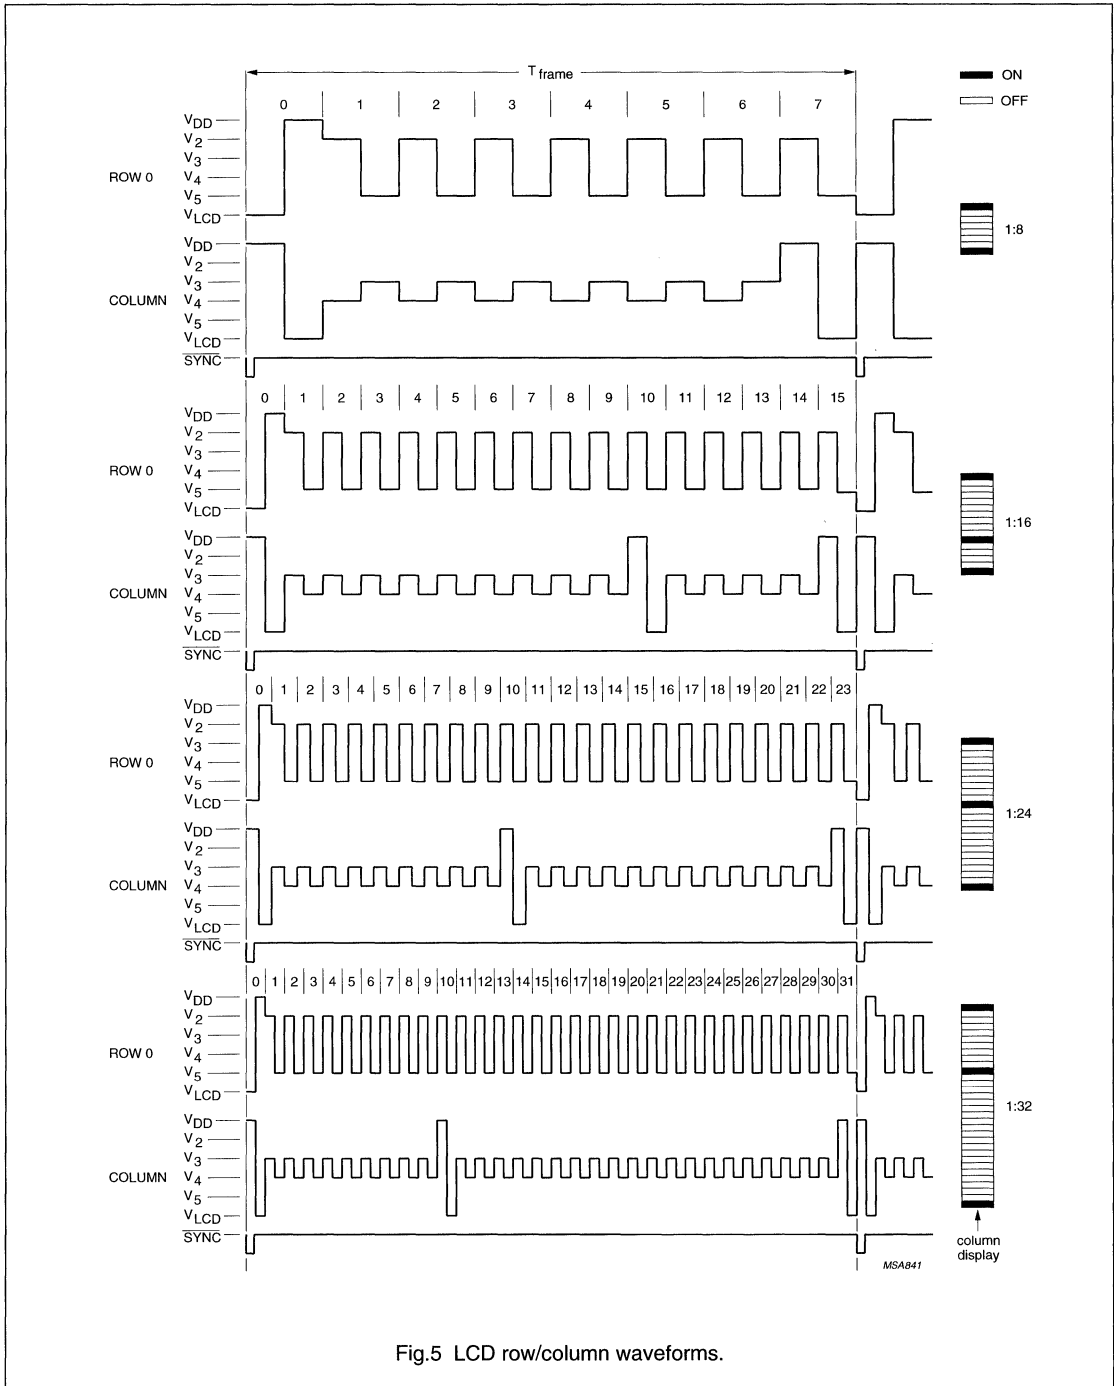 T frame
ON
OFF
0 1 2 3 4 5 6 7
VDD
V2
V3
ROW 0
V4
V5
VLCD
1:8
VDD
V2
V3
COLUMN
V4
V5
VLCD
SYNC
0 1 2 3 4 5 6 7 8 9 10 11 12 13 14 15
VDD
V2
V3
ROW 0
V4
V5
VLCD
1:16
VDD
V2
V3
COLUMN
V4
V5
VLCD
SYNC
0 1 2 3 4 5 6 7 8 9 10 11 12 13 14 15 16 17 18 19 20 21 22 23
VDD
V2
V3
ROW 0
V4
V5
VLCD
1:24
VDD
V2
V3
COLUMN
V4
V5
VLCD
SYNC
0 1 2 3 4 5 6 7 8 9 10 11 12 13 14 15 16 17 18 19 20 21 22 23 24 25 26 27 28 29 30 31
VDD
V2
V3
ROW 0
V4
V5
VLCD
1:32
VDD
V2
V3
COLUMN
V4
V5
VLCD
SYNC
column
display
MSA841
Fig.5 LCD row/column waveforms.